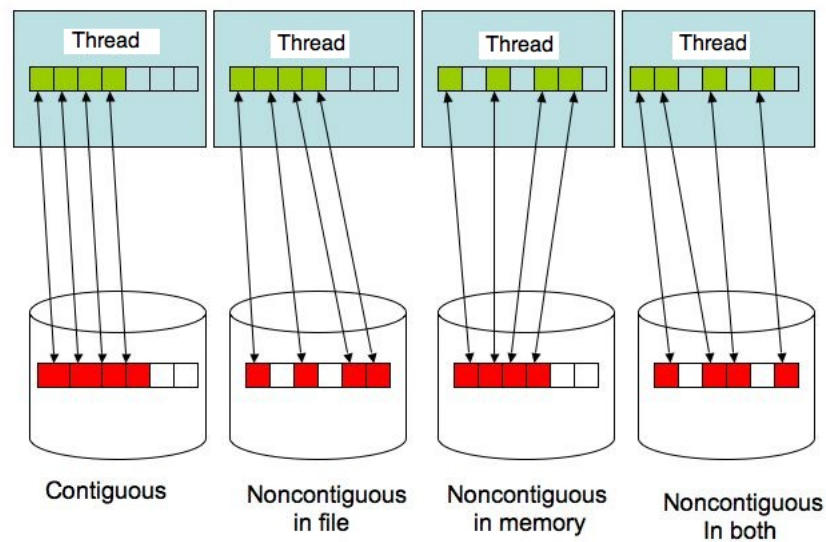 Thread
Thread
Thread
Thread
Contiguous
Noncontiguous
in file
Noncontiguous
in memory
Noncontiguous
In both